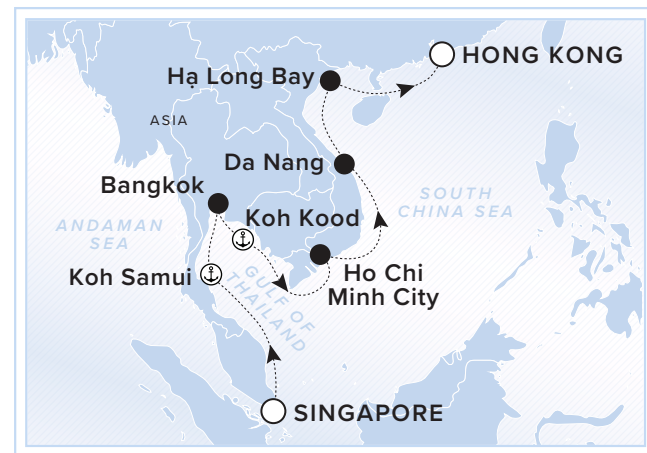 HONG KONG
Hạ Long Bay
ASIA
Da Nang
Bangkok
SOUTH
CHINA SEA
Koh Kood
ANDAMAN
SEA
Koh Samui
Ho Chi
Minh City
GULF OF
THAILAND
SINGAPORE